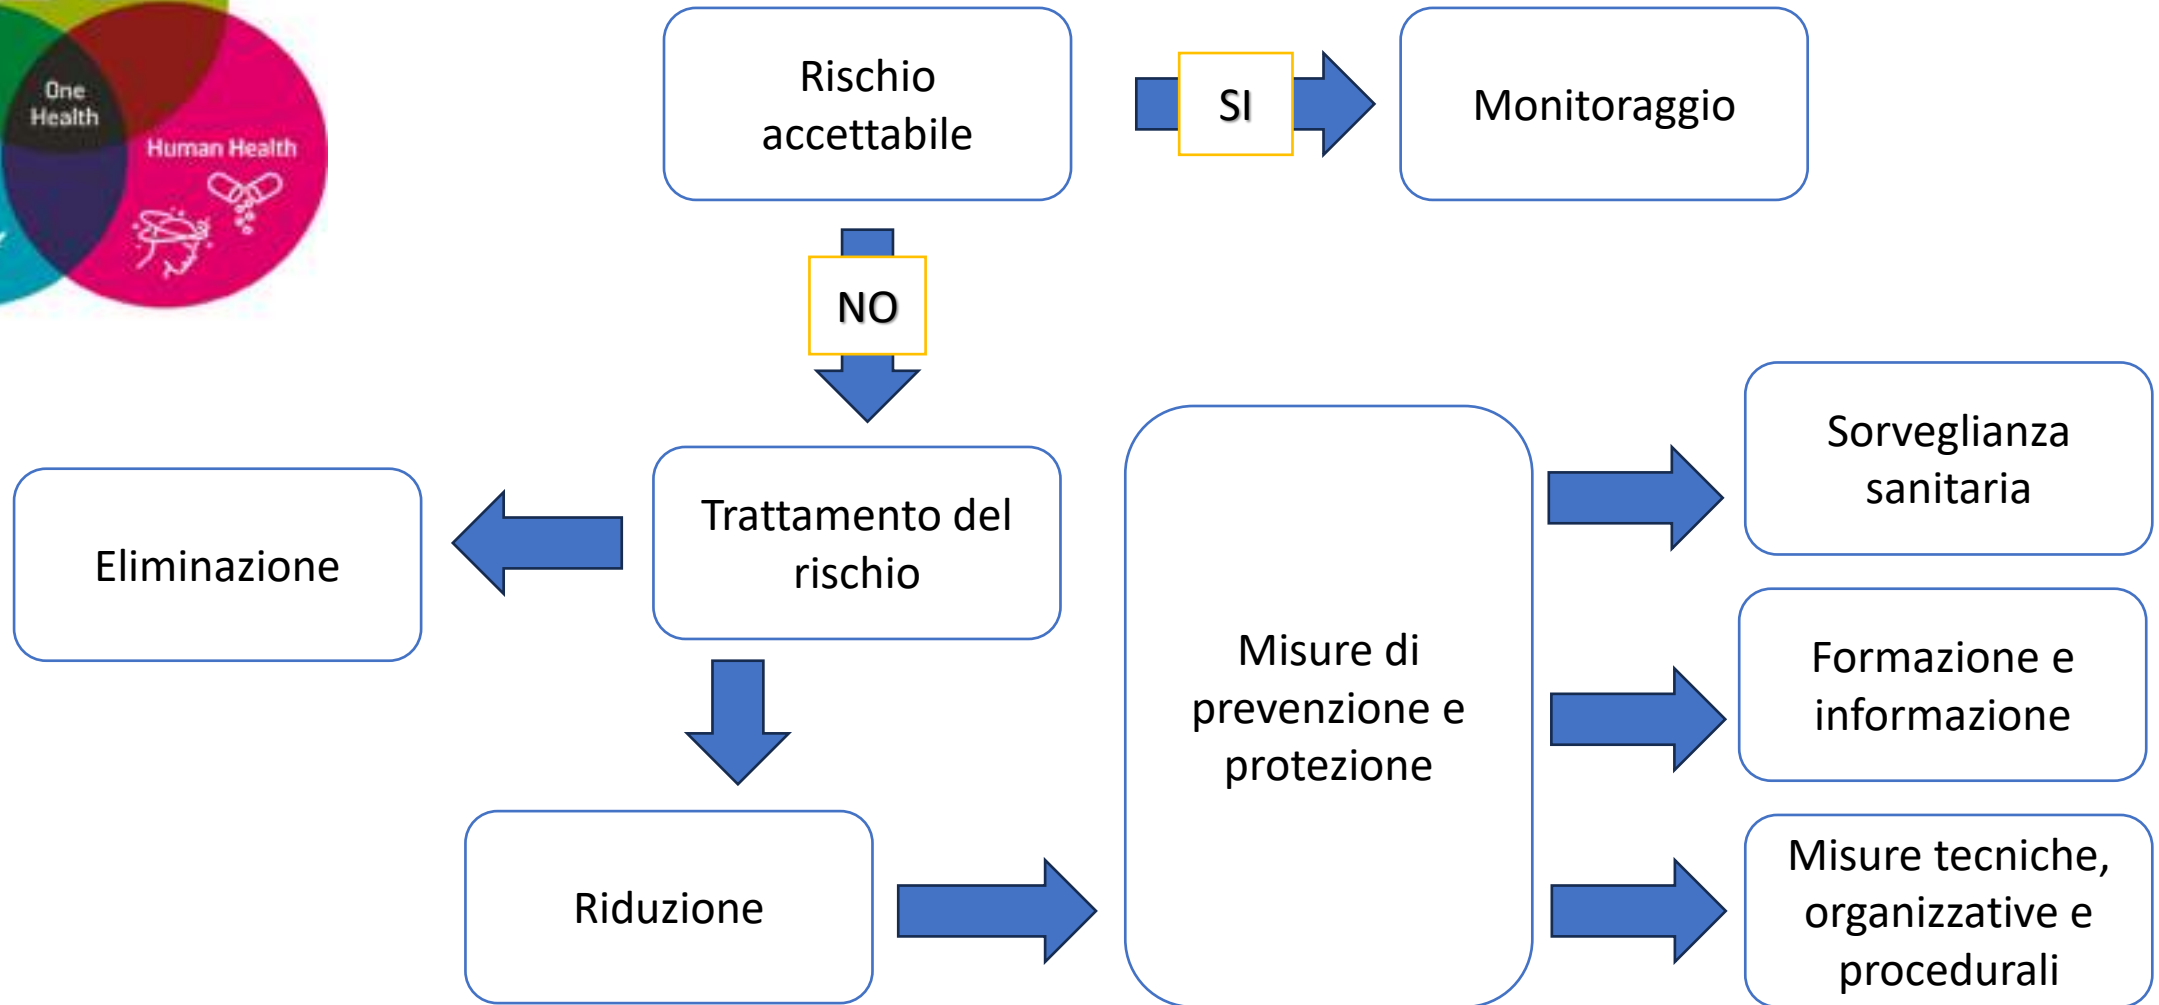 One
Health
Human Health
Rischio
accettabile
SI
Monitoraggio
NO
Eliminazione
Trattamento del
rischio
Riduzione
Misure di
prevenzione e
protezione
Sorveglianza
sanitaria
Formazione e
informazione
Misure tecniche,
organizzative e
procedurali